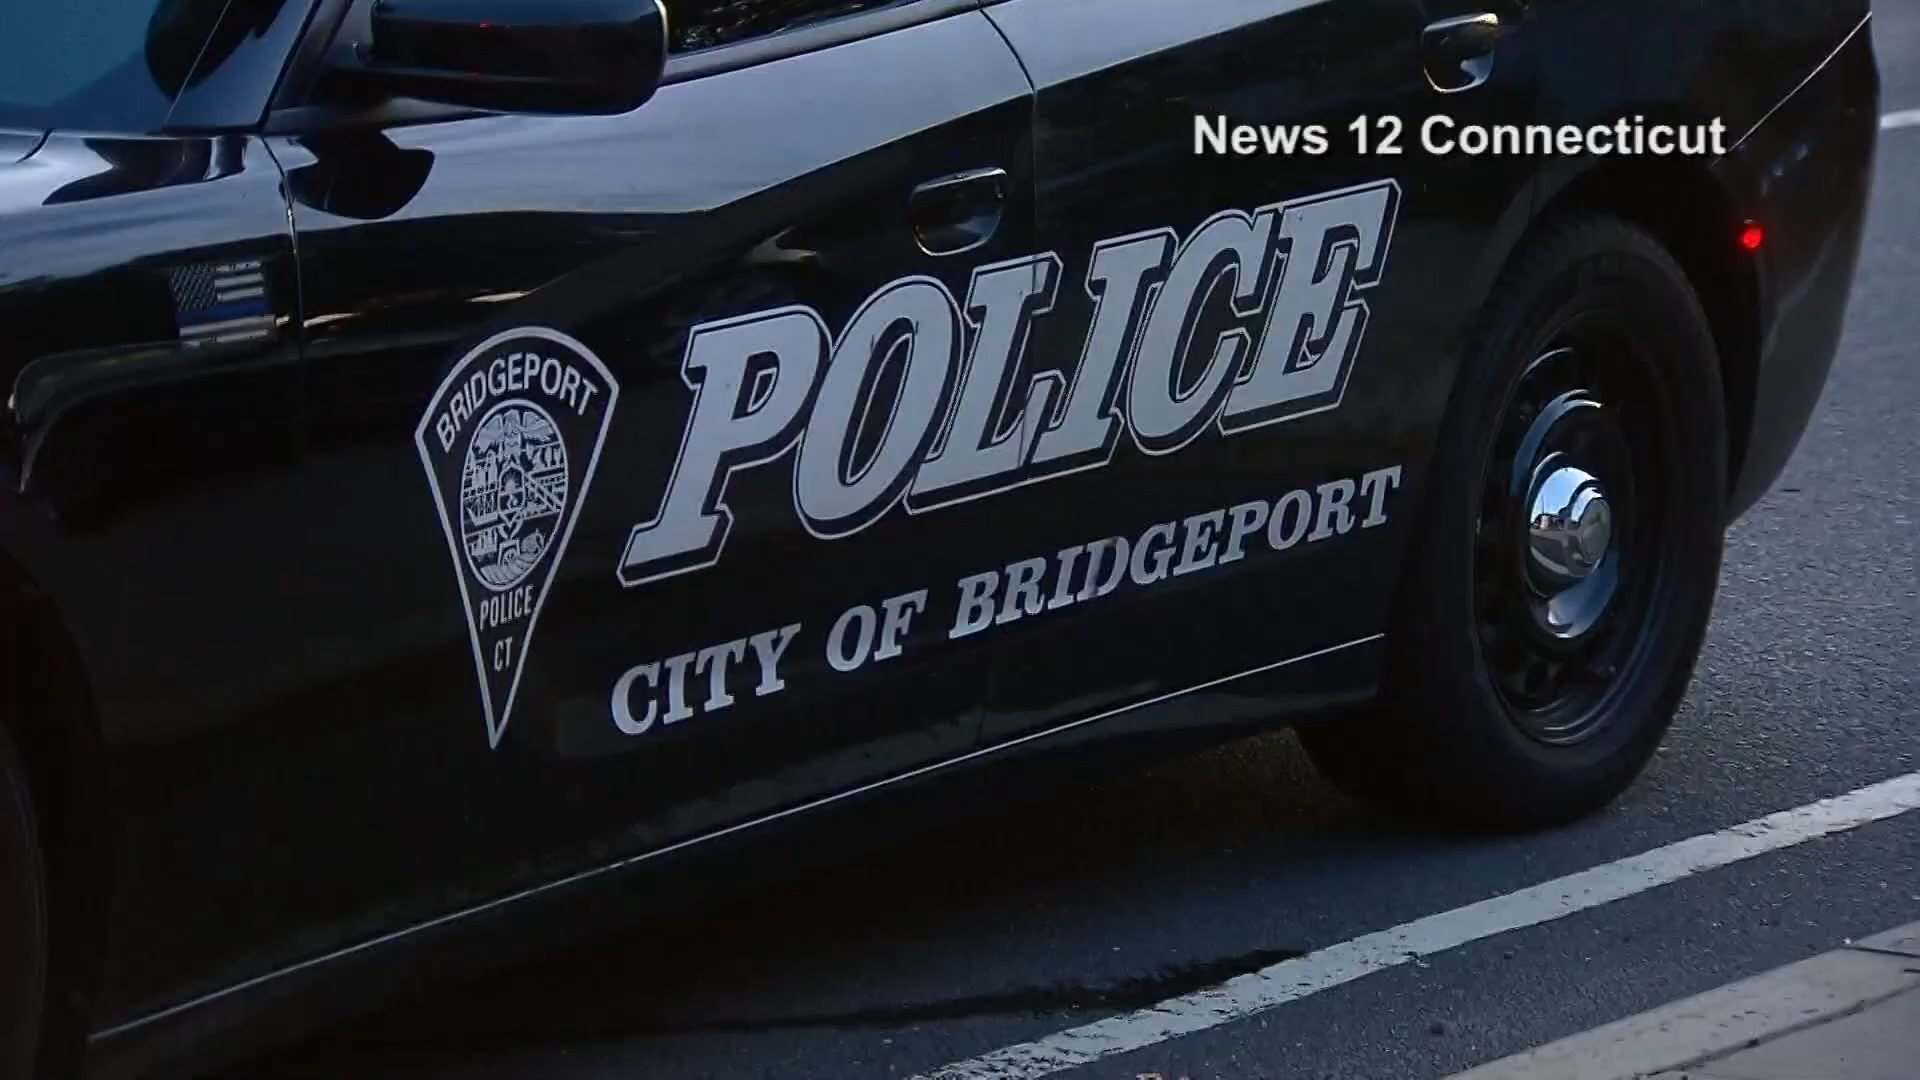 News 12 Connecticut
POLICE
BRIDGEPORT
POLICE
CT
CITY OF BRIDGEPORT